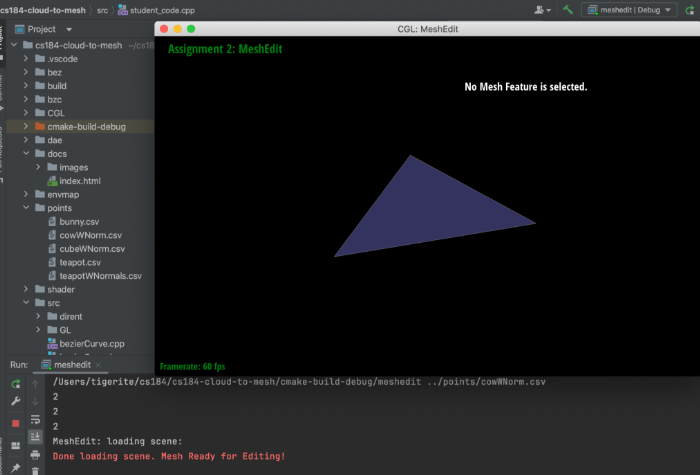 cs184-cloud-to-mesh › src › student_code.cpp
meshedit | Debug
Project
CGL: MeshEdit
cs184-cloud-to-mesh ~/cs18
Assignment 2: MeshEdit
.vscode
bez
No Mesh Feature is selected.
build
bzc
CGL
cmake-build-debug
dae
docs
images
index.html
envmap
points
bunny.csv
cowWNorm.csv
cubeWNorm.csv
teapot.csv
teapotWNormals.csv
shader
src
dirent
GL
bezierCurve.cpp
Framerate: 60 fps
Run: meshedit
/Users/tigerite/cs184/cs184-cloud-to-mesh/cmake-build-debug/meshedit ../points/cowWNorm.csv
2
2
2
MeshEdit: loading scene:
Done loading scene. Mesh Ready for Editing!